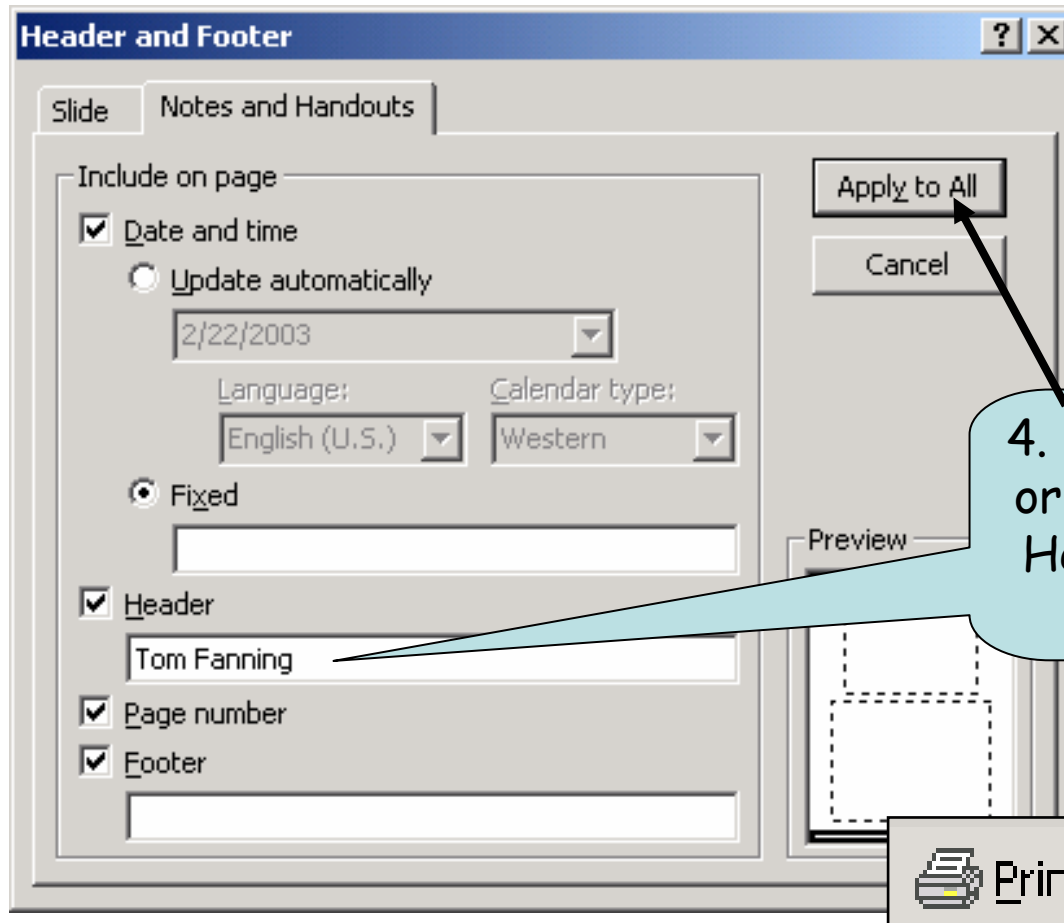 Header and Footer
Slide
Notes and Handouts
Include on page
Date and time
Update automatically
2/22/2003
Language:
Calendar type:
English (U.S.)
Western
Fixed
Header
Tom Fanning
Page number
Footer
Apply to All
Cancel
4.
or
Preview